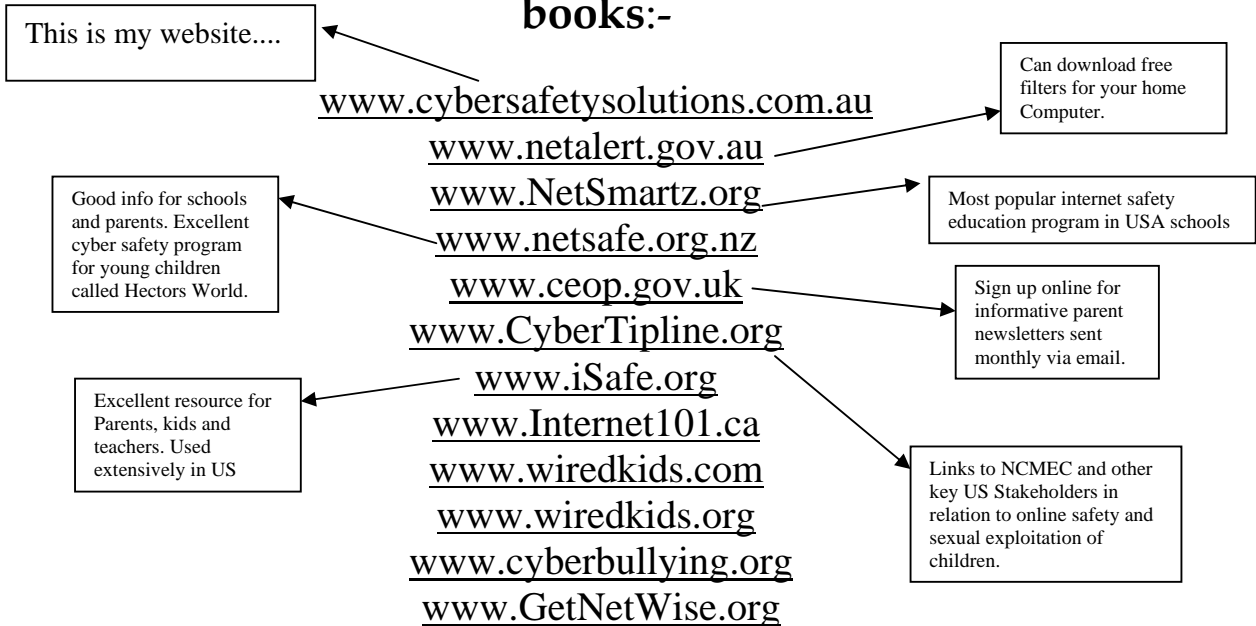 books:-
This is my website....
www.cybersafetysolutions.com.au
Can download free
filters for your home
Computer.
www.netalert.gov.au
www.NetSmartz.org
Most popular internet safety
education program in USA schools
Good info for schools
and parents. Excellent
cyber safety program
for young children
called Hectors World.
www.netsafe.org.nz
www.ceop.gov.uk
Sign up online for
informative parent
newsletters sent
monthly via email.
www.CyberTipline.org
www.iSafe.org
Excellent resource for
Parents, kids and
teachers. Used
extensively in US
www.Internet101.ca
www.wiredkids.com
Links to NCMEC and other
key US Stakeholders in
relation to online safety and
sexual exploitation of
children.
www.wiredkids.org
www.cyberbullying.org
www.GetNetWise.org